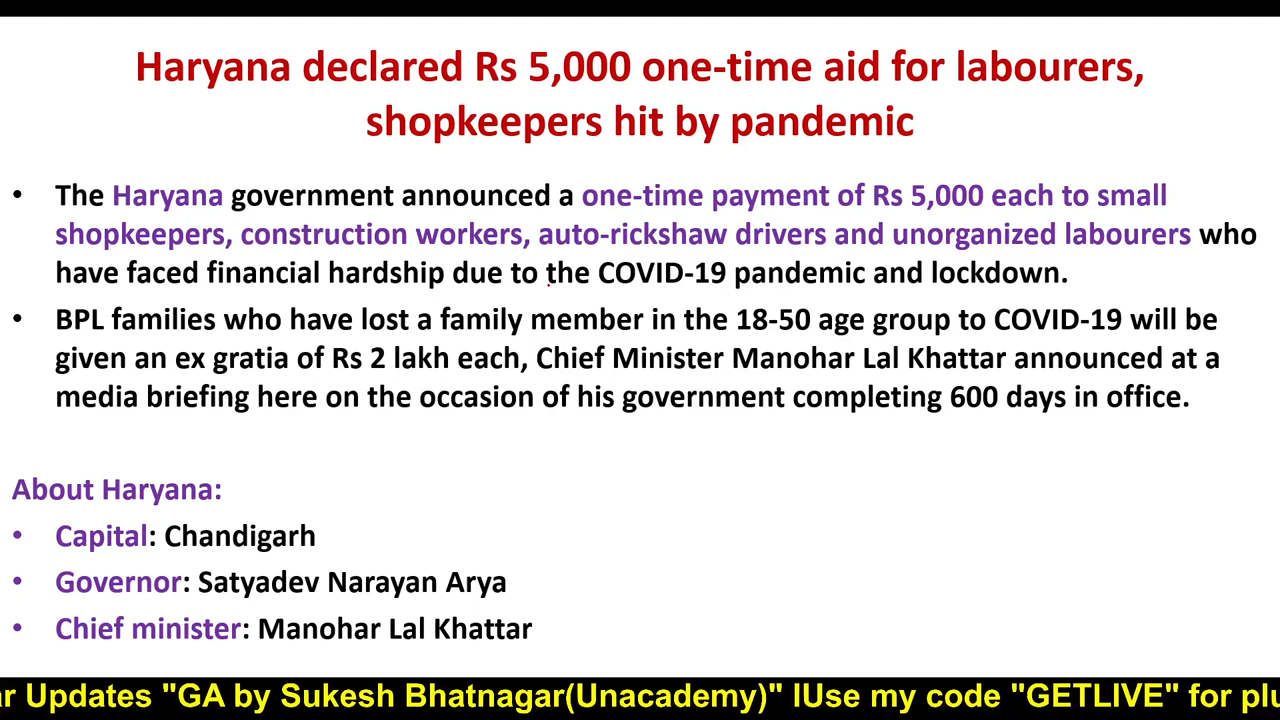 Haryana declared Rs 5,000 one-time aid for labourers,
shopkeepers hit by pandemic
• The Haryana government announced a one-time payment of Rs 5,000 each to small
shopkeepers, construction workers, auto-rickshaw drivers and unorganized labourers who
have faced financial hardship due to the COVID-19 pandemic and lockdown.
• BPL families who have lost a family member in the 18-50 age group to COVID-19 will be
given an ex gratia of Rs 2 lakh each, Chief Minister Manohar Lal Khattar announced at a
media briefing here on the occasion of his government completing 600 days in office.
About Haryana:
• Capital: Chandigarh
• Governor: Satyadev Narayan Arya
• Chief minister: Manohar Lal Khattar
Updates "GA by Sukesh Bhatnagar(Unacademy)" lUse my code "GETLIVE" for